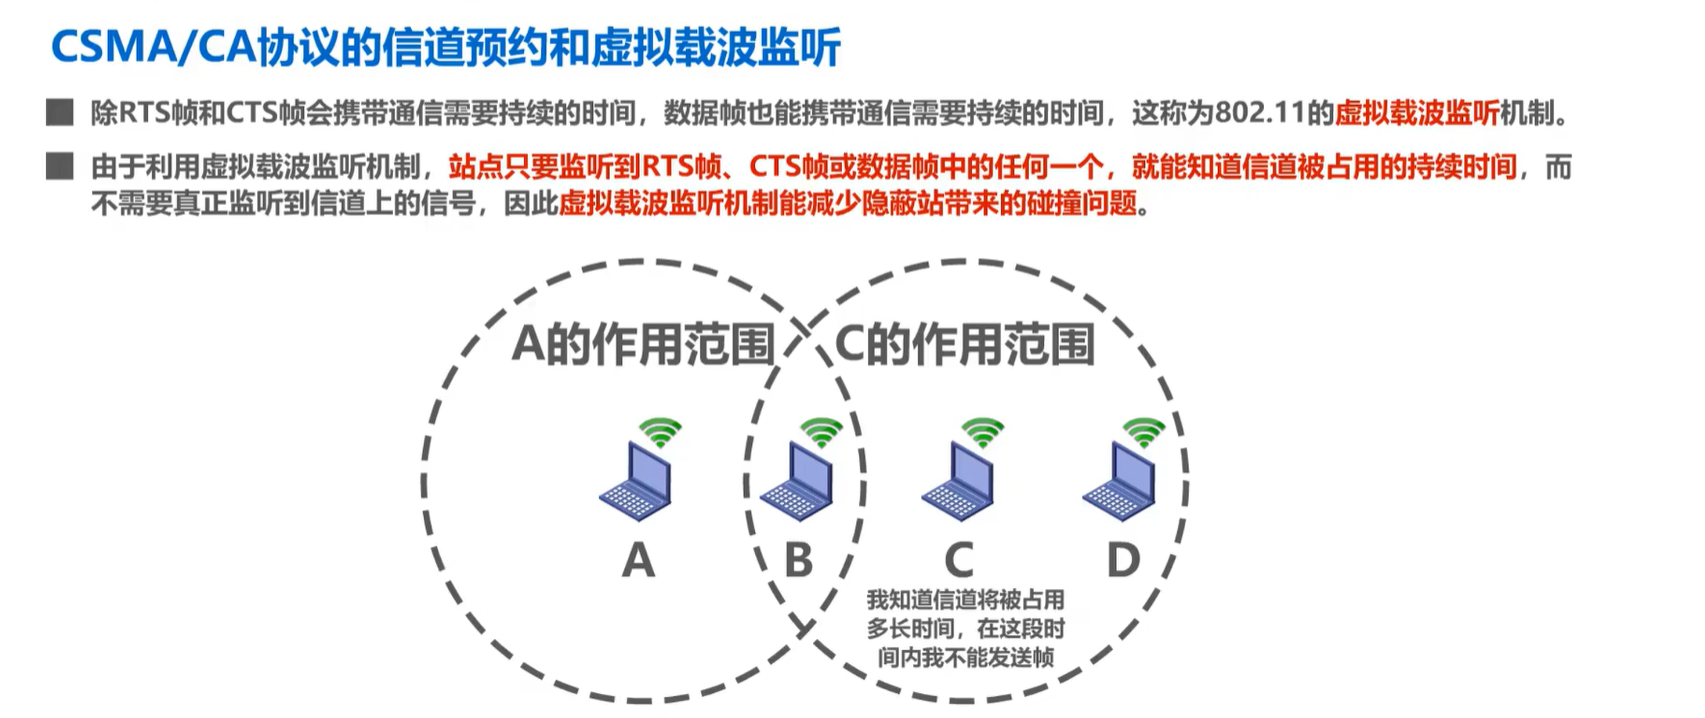 CSMA/CA协议的信道预约和虚拟载波监听
除RTS帧和CTS帧会携带通信需要持续的时间，数据帧也能携带通信需要持续的时间，这称为802.11的虚拟载波监听机制。
由于利用虚拟载波监听机制，站点只要监听到RTS帧、CTS帧或数据帧中的任何一个，就能知道信道被占用的持续时间，而
不需要真正监听到信道上的信号，因此虚拟载波监听机制能减少隐蔽站带来的碰撞问题。
A的作用范围
C的作用范围
A
B
C
D
我知道信道将被占用
多长时间，在这段时
间内我不能发送帧